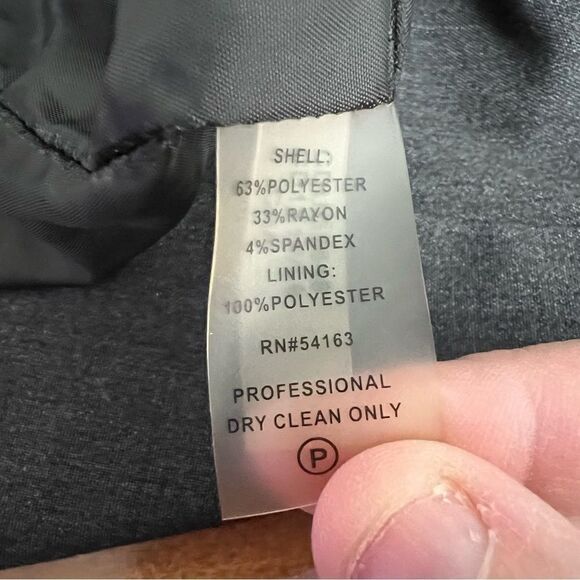 SHELL:
63%POLYESTER
33%RAYON
4%SPANDEX
LINING:
100%POLYESTER
RN#54163
PROFESSIONAL
DRY CLEAN ONLY
P